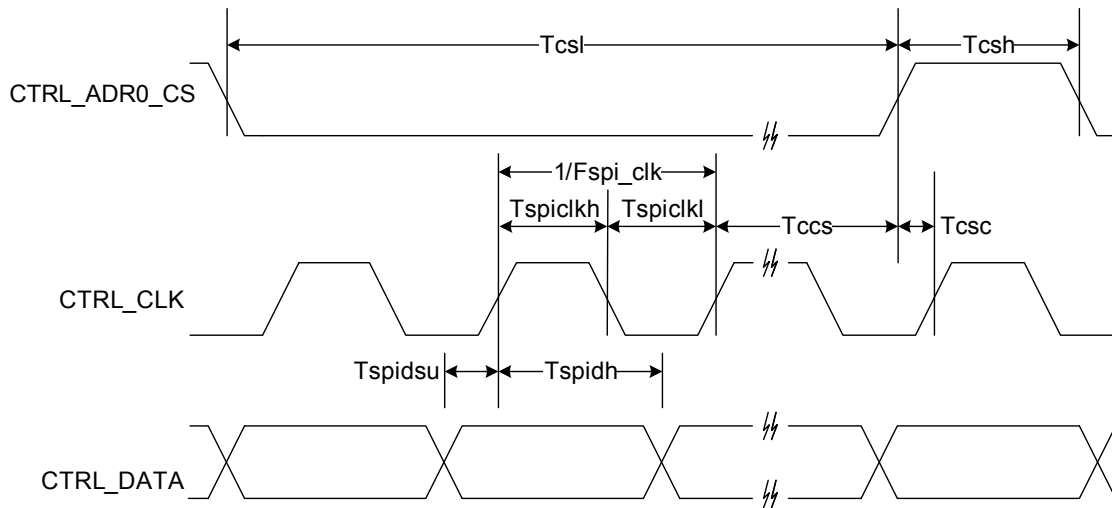 Tcsl
Tcsh
CTRL_ADR0_CS
1/Fspi_clk
Tspiclkh
Tspiclkl
Tccs
Tcsc
CTRL_CLK
Tspidsu
Tspidh
CTRL_DATA